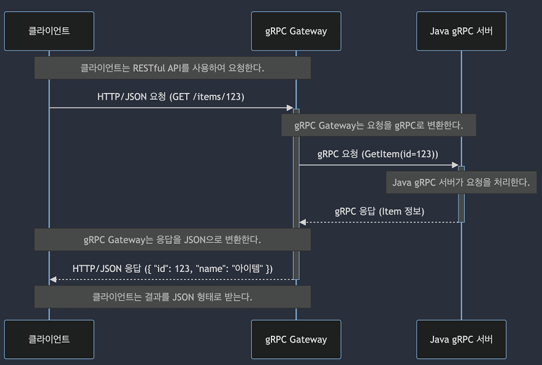 클라이언트
gRPC Gateway
Java gRPC 서버
클라이언트는 RESTful API를 사용하여 요청한다.
HTTP/JSON 요청 (GET /items/123)
gRPC Gateway는 요청을 gRPC로 변환한다.
gRPC 요청 (GetItem(id=123))
Java gRPC 서버가 요청을 처리한다.
gRPC 응답 (Item 정보)
gRPC Gateway는 응답을 JSON으로 변환한다.
HTTP/JSON 응답 ({ "id": 123, "name": "아이템" })
클라이언트는 결과를 JSON 형태로 받는다.
클라이언트
gRPC Gateway
Java gRPC 서버